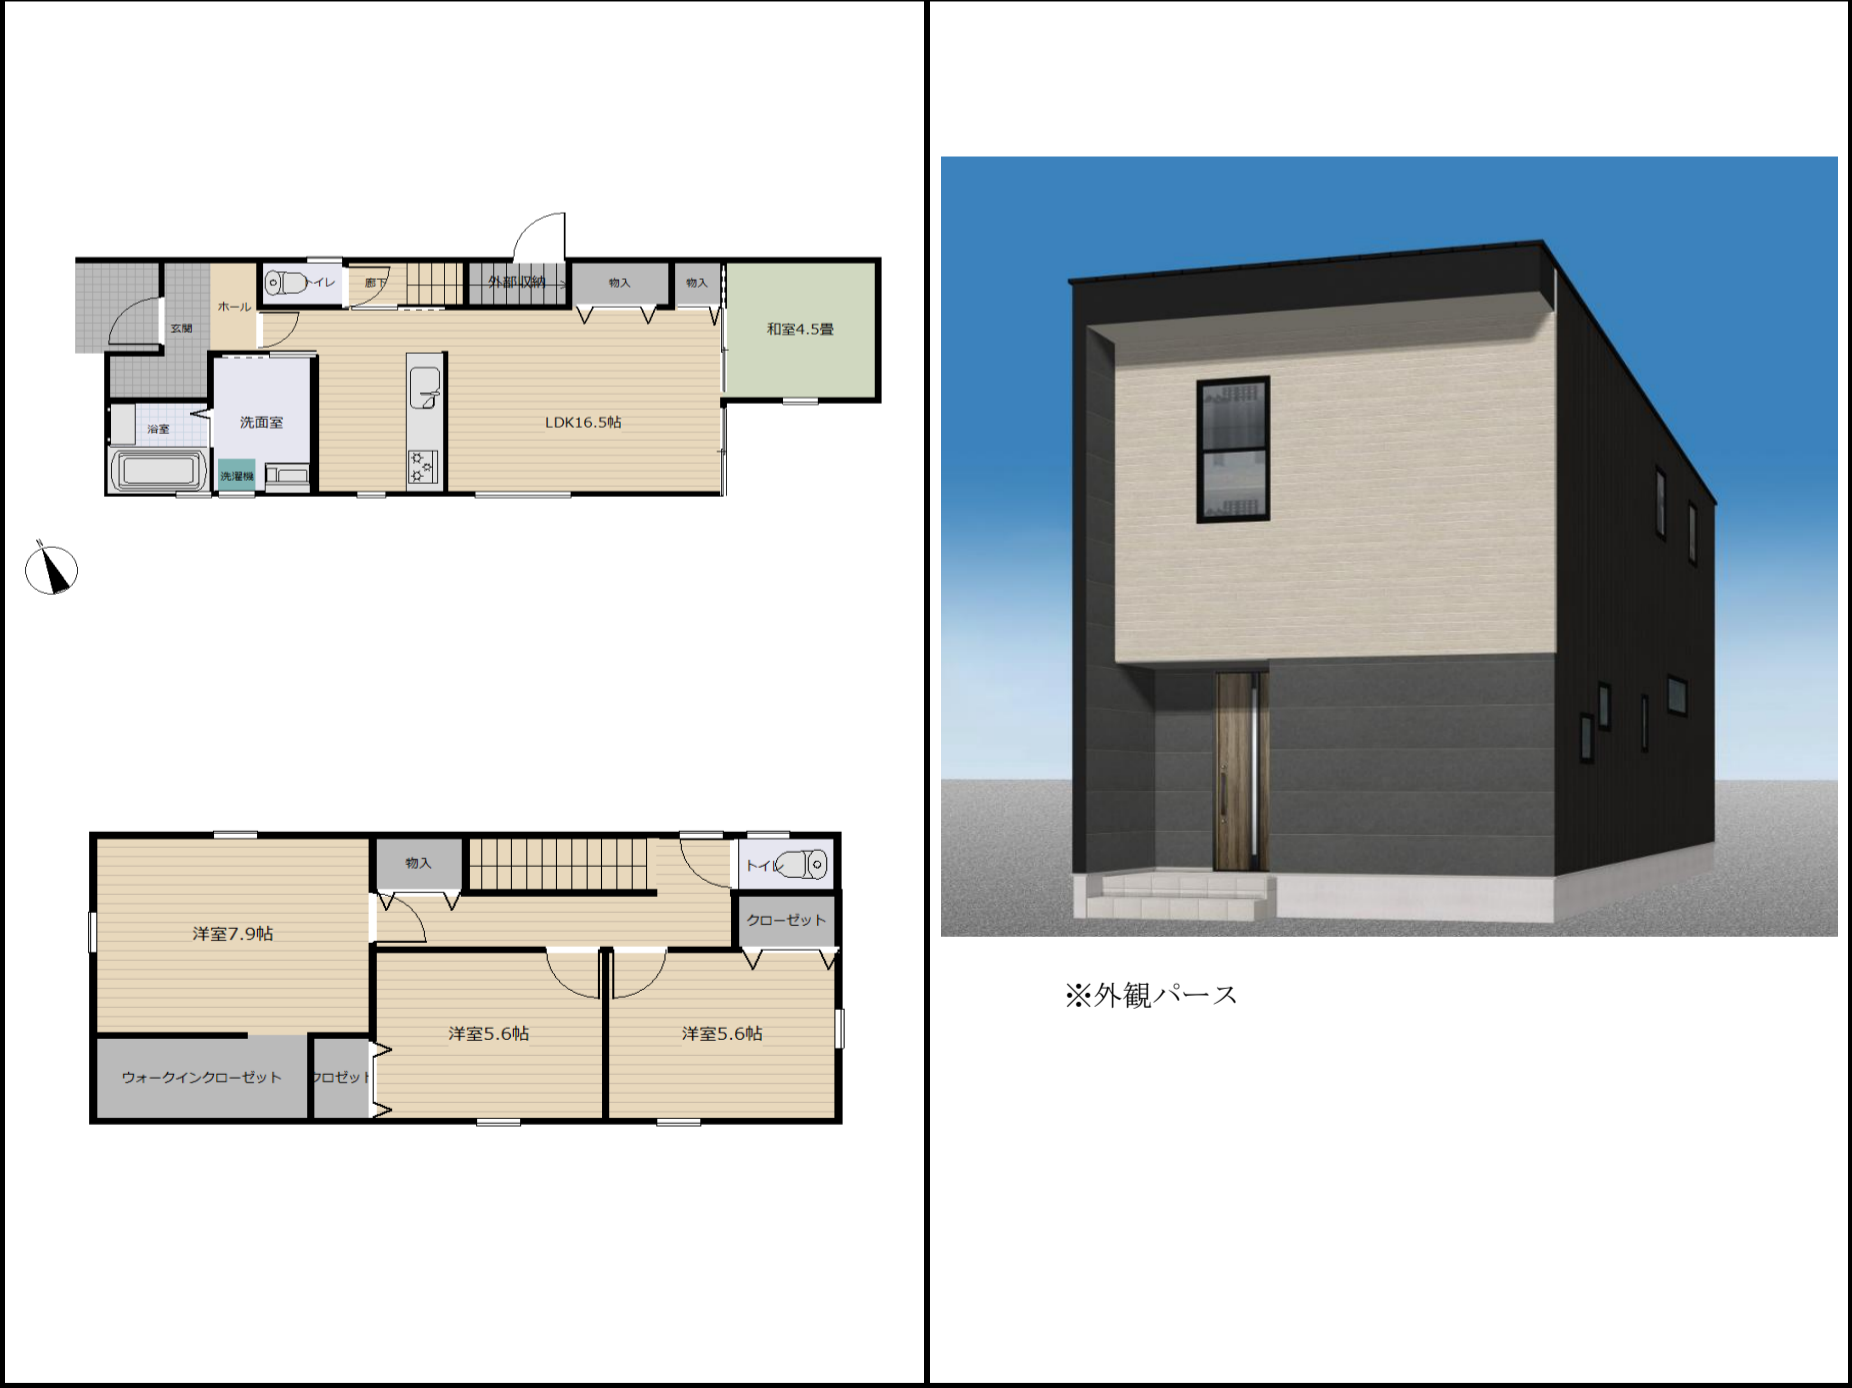 トイレ
廊下
外部収納
物入
物入
ホール
玄関
和室4.5畳
LDK16.5帖
洗面室
浴室
洗濯機
N
物入
トイレ
クローゼット
洋室7.9帖
洋室5.6帖
洋室5.6帖
ウォークインクローゼット
クロゼット
※外観パース